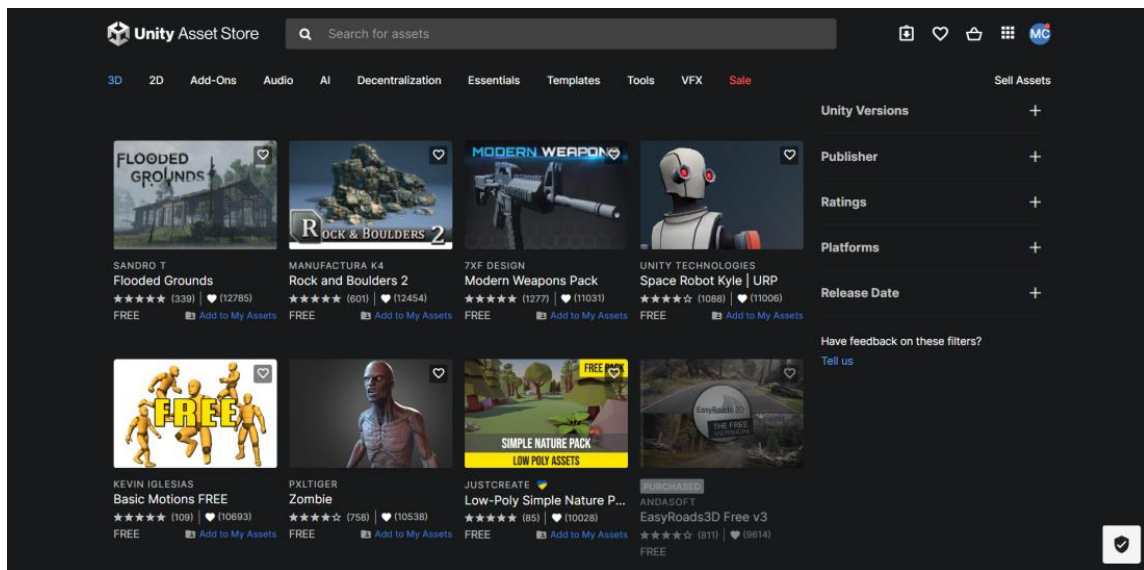 Unity Asset Store
Search for assets
MC
3D 2D Add-Ons Audio AI Decentralization Essentials Templates Tools VFX Sale
Sell Assets
Unity Versions
Publisher
Ratings
Platforms
Release Date
Have feedback on these filters?
Tell us
FLOODED
GROUNDS
SANDRO T
Flooded Grounds
(339) | (12785)
FREE Add to My Assets
ROCK & BOULDERS 2
MANUFACTURA K4
Rock and Boulders 2
(601) | (12454)
FREE Add to My Assets
MODERN WEAPONS
7XF DESIGN
Modern Weapons Pack
(1277) | (11031)
FREE Add to My Assets
UNITY TECHNOLOGIES
Space Robot Kyle | URP
(1088) | (11006)
FREE Add to My Assets
FREE
KEVIN IGLESIAS
Basic Motions FREE
(109) | (10693)
FREE Add to My Assets
PXLTIGER
Zombie
(758) | (10538)
FREE Add to My Assets
FREE
SIMPLE NATURE PACK
LOW POLY ASSETS
JUSTCREATE
Low-Poly Simple Nature P...
(85) | (10028)
FREE Add to My Assets
EasyRoads 3D
THE FREE
VERSION
PURCHASED
ANDASOFT
EasyRoads3D Free v3
(811) | (9614)
FREE